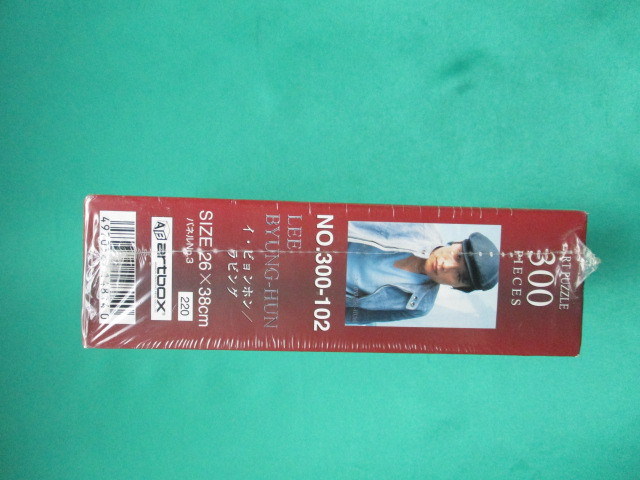 ART PUZZLE
300
PIECES
NO.300-102
LEE
BYUNG-HUN
イ・ビョンホン／
ラビング
SIZE 26×38cm
パネルNo.3
220
artbox